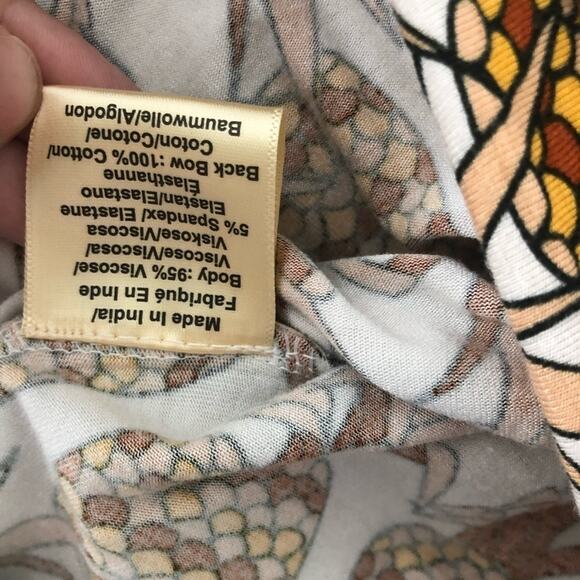 Made In India/
Fabriqué En Inde
Body :95% Viscose/
Viscose/Viscosa/
Viskose/Viscosa
5% Spandex/ Elastane
Elastan/Elastano
Elasthanne
Back Bow :100% Cotton/
Coton/Cotone/
Baumwolle/Algodon